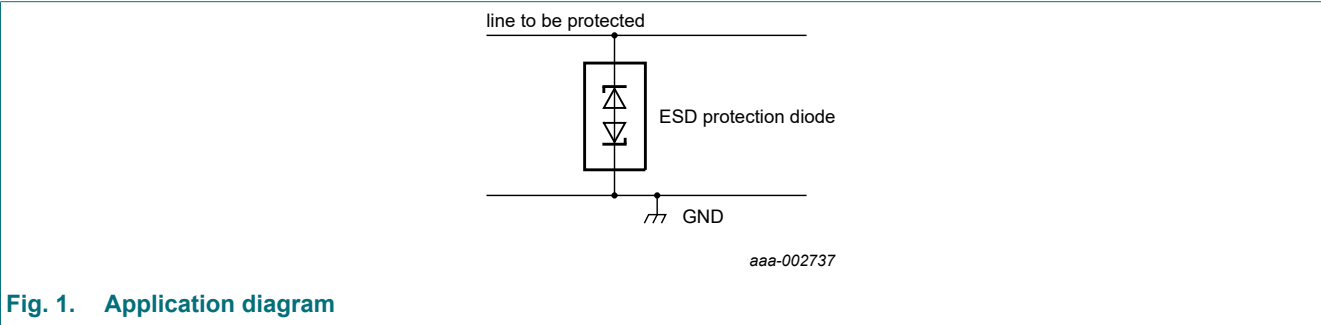 line to be protected
ESD protection diode
GND
aaa-002737
Fig. 1. Application diagram